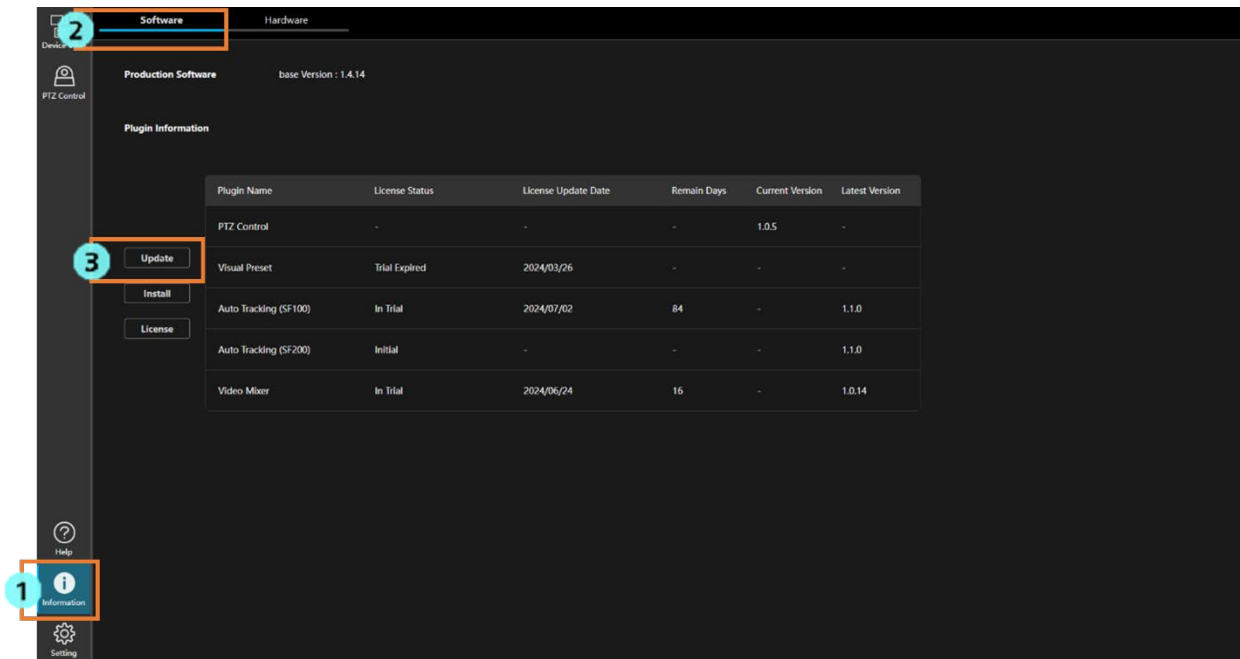 2
Software Hardware
Device
PTZ Control
Production Software base Version : 1.4.14
Plugin Information
Plugin Name License Status License Update Date Remain Days Current Version Latest Version
PTZ Control - - - 1.0.5 -
3 Update
Visual Preset Trial Expired 2024/03/26 - - -
Install
Auto Tracking (SF100) In Trial 2024/07/02 84 - 1.1.0
License
Auto Tracking (SF200) Initial - - - 1.1.0
Video Mixer In Trial 2024/06/24 16 - 1.0.14
Help
1
Information
Setting